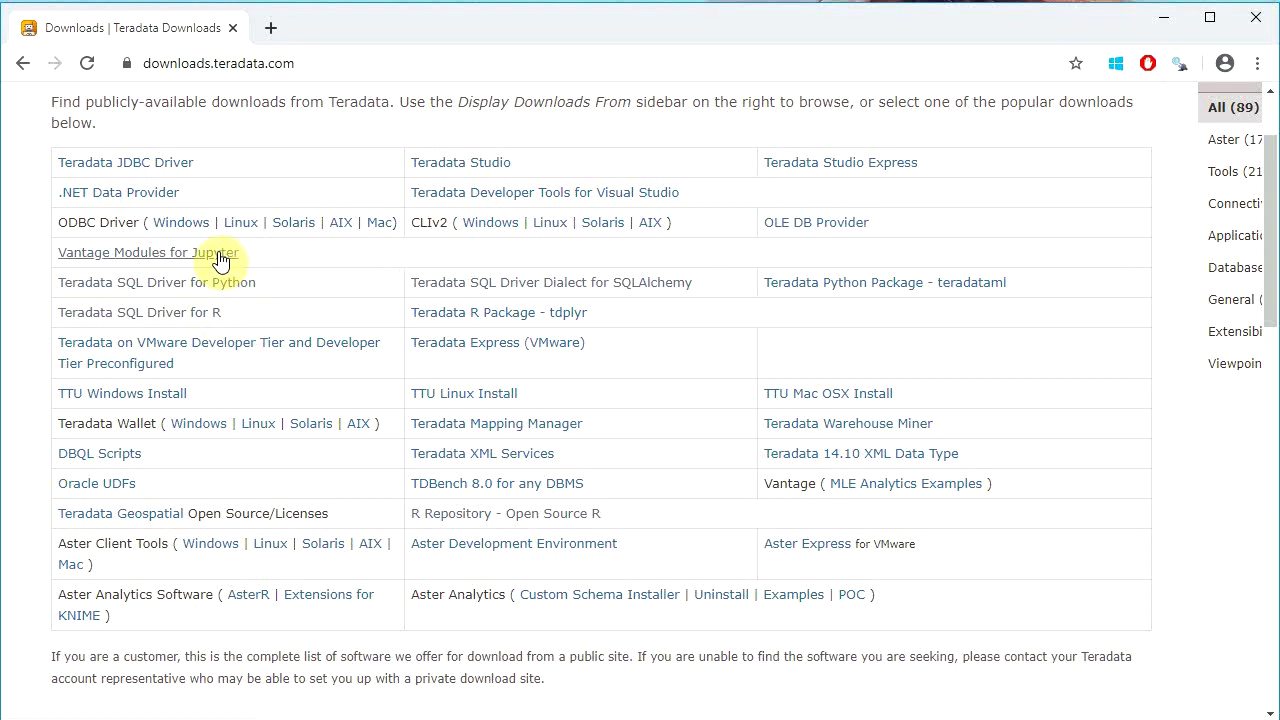 Downloads | Teradata Downloads
downloads.teradata.com
Find publicly-available downloads from Teradata. Use the Display Downloads From sidebar on the right to browse, or select one of the popular downloads
below.
All (89)
Aster (17
Tools (21
Connecti
Applicatio
Database
General (
Extensibi
Viewpoin
Teradata JDBC Driver
Teradata Studio
Teradata Studio Express
.NET Data Provider
Teradata Developer Tools for Visual Studio
ODBC Driver ( Windows | Linux | Solaris | AIX | Mac)
CLIv2 ( Windows | Linux | Solaris | AIX )
OLE DB Provider
Vantage Modules for Jupyter
Teradata SQL Driver for Python
Teradata SQL Driver Dialect for SQLAlchemy
Teradata Python Package - teradataml
Teradata SQL Driver for R
Teradata R Package - tdplyr
Teradata on VMware Developer Tier and Developer
Tier Preconfigured
Teradata Express (VMware)
TTU Windows Install
TTU Linux Install
TTU Mac OSX Install
Teradata Wallet ( Windows | Linux | Solaris | AIX )
Teradata Mapping Manager
Teradata Warehouse Miner
DBQL Scripts
Teradata XML Services
Teradata 14.10 XML Data Type
Oracle UDFs
TDBench 8.0 for any DBMS
Vantage ( MLE Analytics Examples )
Teradata Geospatial Open Source/Licenses
R Repository - Open Source R
Aster Client Tools ( Windows | Linux | Solaris | AIX |
Mac )
Aster Development Environment
Aster Express for VMware
Aster Analytics Software ( AsterR | Extensions for
KNIME )
Aster Analytics ( Custom Schema Installer | Uninstall | Examples | POC )
If you are a customer, this is the complete list of software we offer for download from a public site. If you are unable to find the software you are seeking, please contact your Teradata
account representative who may be able to set you up with a private download site.